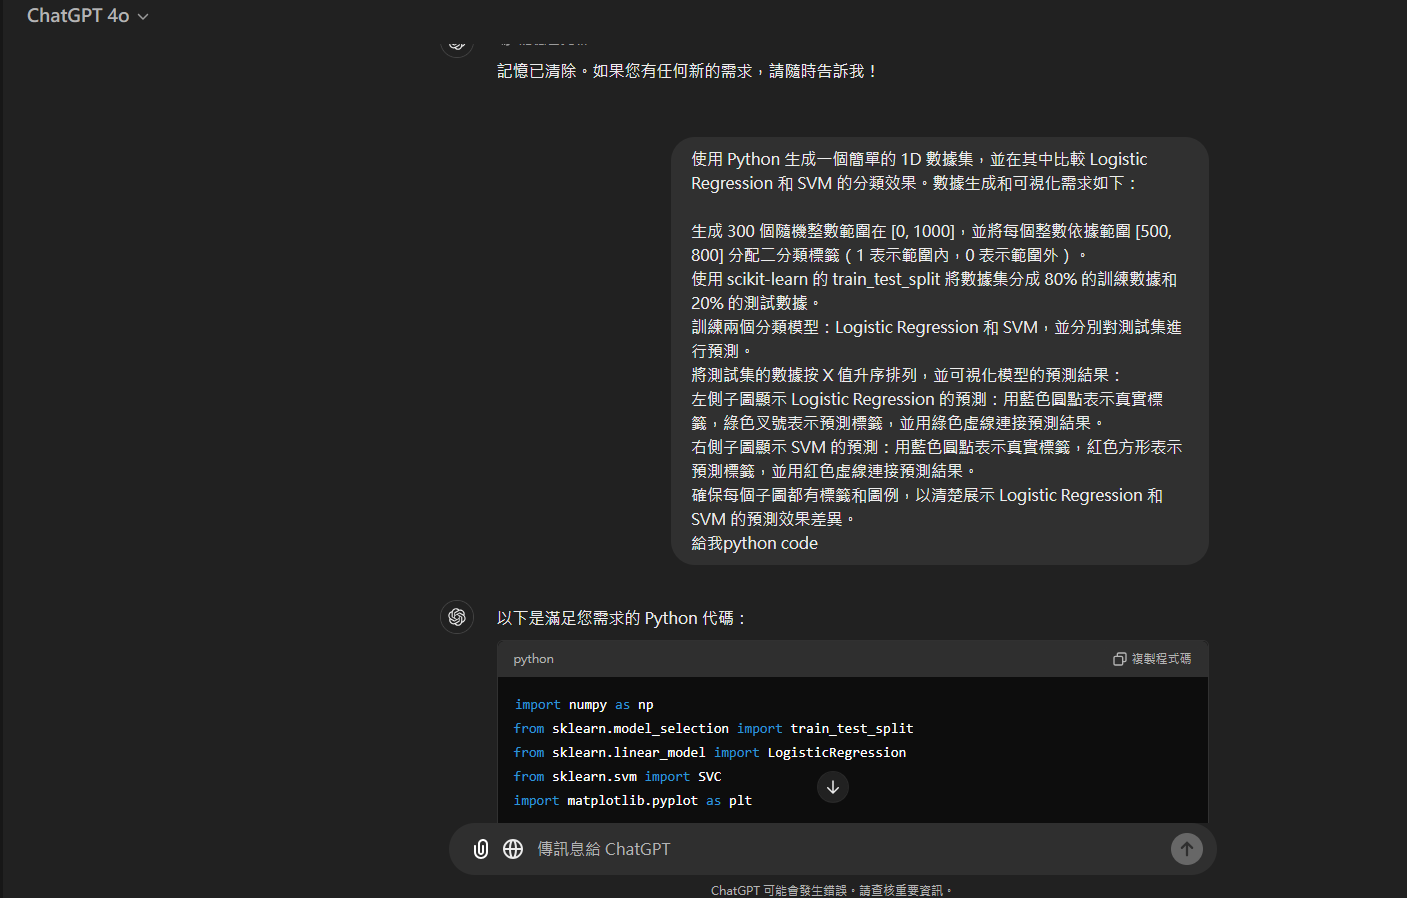 ChatGPT 4o
記憶已清除。如果您有任何新的需求，請隨時告訴我！
使用 Python 生成一個簡單的 1D 數據集，並在其中比較 Logistic
Regression 和 SVM 的分類效果。數據生成和可視化需求如下：
生成 300 個隨機整數範圍在 [0, 1000]，並將每個整數依據範圍 [500,
800] 分配二分類標籤（1 表示範圍內，0 表示範圍外）。
使用 scikit-learn 的 train_test_split 將數據集分成 80% 的訓練數據和
20% 的測試數據。
訓練兩個分類模型：Logistic Regression 和 SVM，並分別對測試集進
行預測。
將測試集的數據按 X 值升序排列，並可視化模型的預測結果：
左側子圖顯示 Logistic Regression 的預測：用藍色圓點表示真實標
籤，綠色叉號表示預測標籤，並用綠色虛線連接預測結果。
右側子圖顯示 SVM 的預測：用藍色圓點表示真實標籤，紅色方形表示
預測標籤，並用紅色虛線連接預測結果。
確保每個子圖都有標籤和圖例，以清楚展示 Logistic Regression 和
SVM 的預測效果差異。
給我python code
以下是滿足您需求的 Python 代碼：
python
複製程式碼
import numpy as np
from sklearn.model_selection import train_test_split
from sklearn.linear_model import LogisticRegression
from sklearn.svm import SVC
import matplotlib.pyplot as plt
傳訊息給 ChatGPT
ChatGPT 可能會發生錯誤。請查核重要資訊。